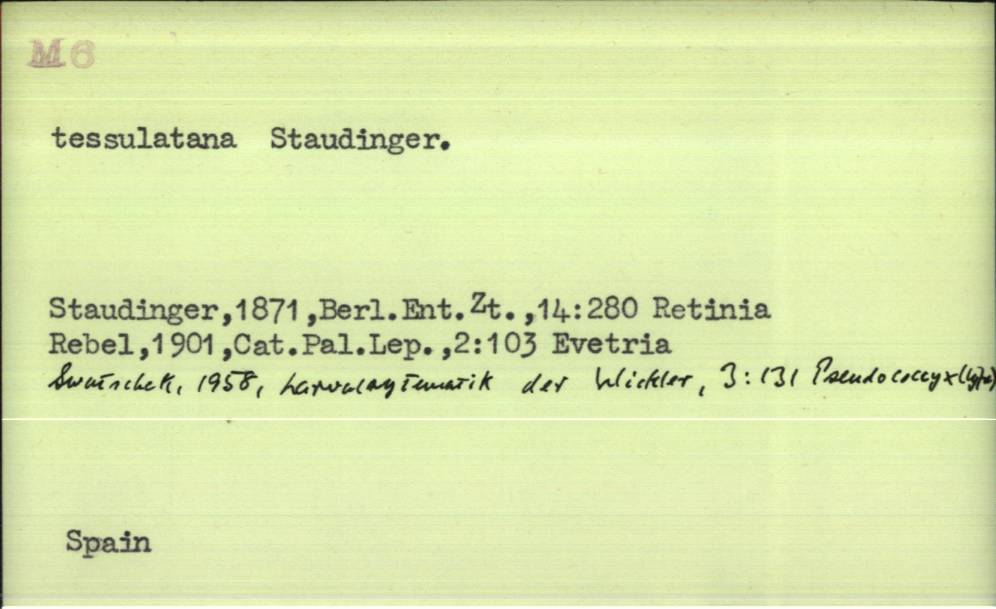 M6
tessulatana Staudinger.
Staudinger,1871,Berl.Ent.Zt.,14:280 Retinia
Rebel,1901,Cat.Pal.Lep.,2:103 Evetria
Swatschek, 1958, Larvalsystematik der Wickler, 3:131 Pseudococcyx
Spain